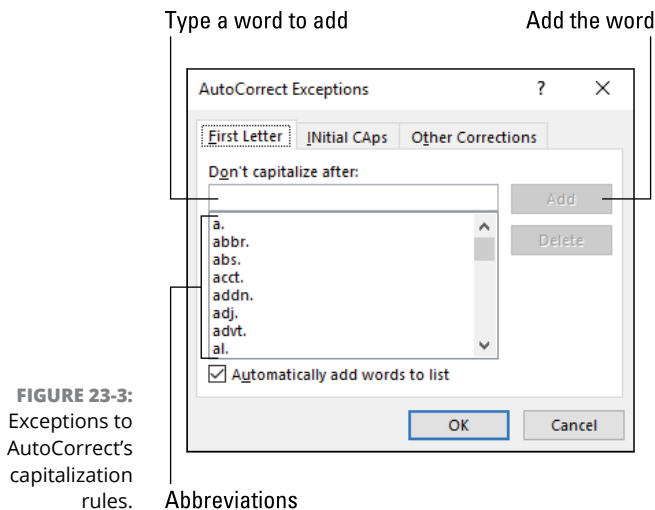 Type a word to add
Add the word
AutoCorrect Exceptions
?
First Letter
INitial CAps
Other Corrections
Don't capitalize after:
Add
a.
abbr.
abs.
acct.
addn.
adj.
advt.
al.
Delete
Automatically add words to list
OK
Cancel
FIGURE 23-3:
Exceptions to
AutoCorrect’s
capitalization
rules.
Abbreviations